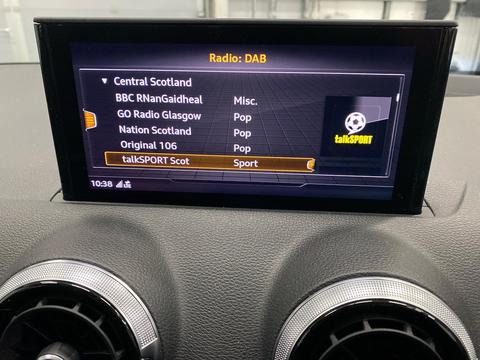 Radio: DAB
▼ Central Scotland
BBC RNanGaidheal Misc.
GO Radio Glasgow Pop
Nation Scotland Pop
Original 106 Pop
talkSPORT Scot Sport
talkSPORT
10:38